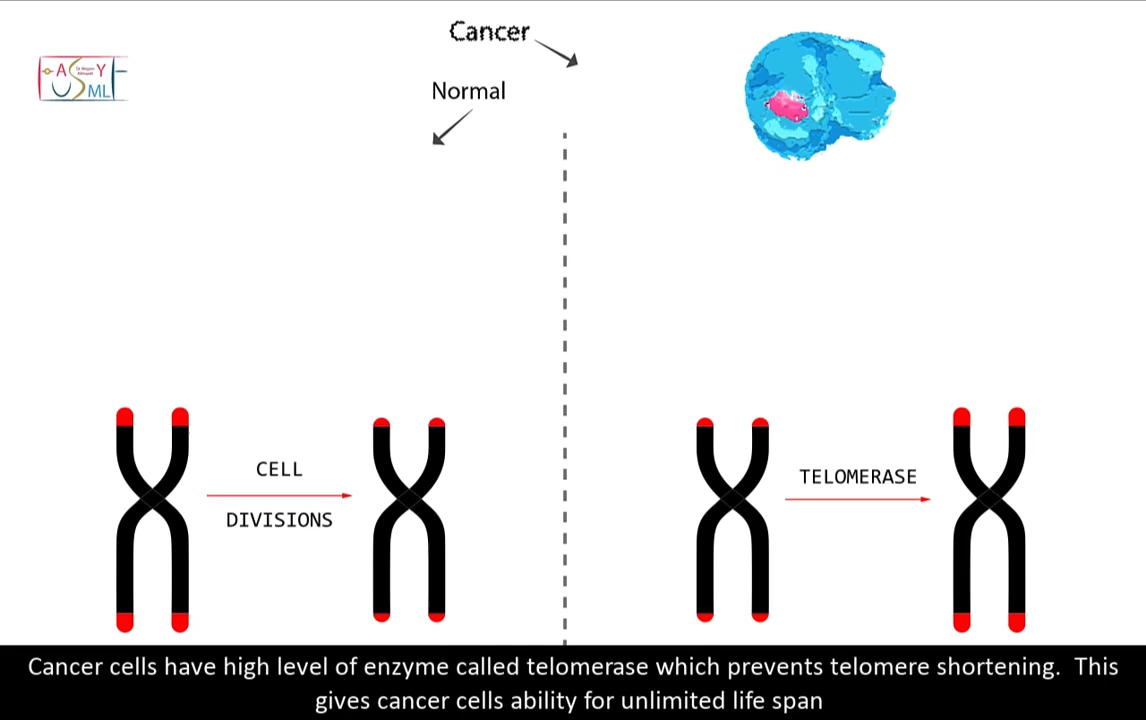 Cancer
Normal
CELL
DIVISIONS
TELOMERASE
Cancer cells have high level of enzyme called telomerase which prevents telomere shortening.  This
gives cancer cells ability for unlimited life span